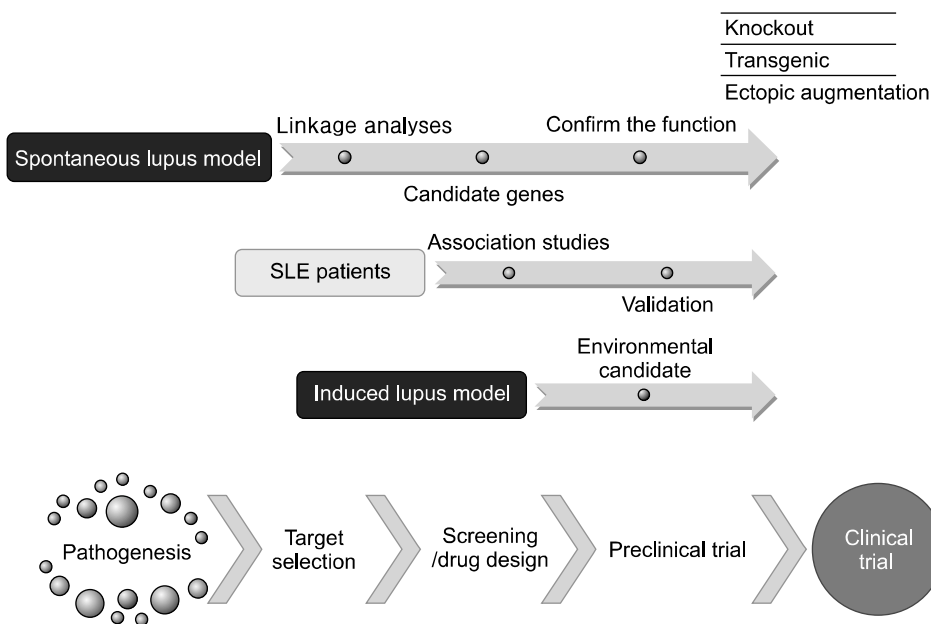 Knockout
Transgenic
Ectopic augmentation
Linkage analyses
Confirm the function
Spontaneous lupus model
Candidate genes
Association studies
SLE patients
Validation
Environmental
candidate
Induced lupus model
Pathogenesis
Target
selection
Screening
/drug design
Preclinical trial
Clinical
trial